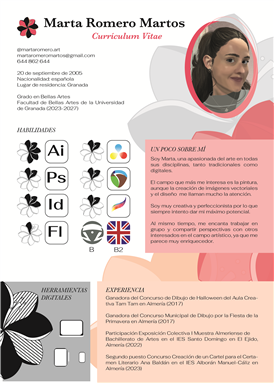 Marta Romero Martos
Curriculum Vitae
@martaromero.art
martaromeromartos@gmail.com
644 862 644
20 de septiembre de 2005
Nacionalidad española
Lugar de residencia: Granada
Grado en Bellas Artes
Facultad de Bellas Artes de la Universidad
de Granada (2023-2027)
HABILIDADES
Ai
Ps
Id
Fl
B
B2
UN POCO SOBRE MÍ
Soy Marta, una apasionada del arte en todas
sus disciplinas, tanto tradicionales como
digitales.
El campo que más me interesa es la pintura,
aunque la creación de imágenes vectoriales
y el diseño me llaman mucho la atención.
Soy muy creativa y perfeccionista por lo que
siempre intento dar mi máximo potencial.
Al mismo tiempo, me encanta trabajar en
grupo y compartir perspectivas con otros
interesados en el campo artístico, ya que me
parece muy enriquecedor.
HERRAMIENTAS
DIGITALES
EXPERIENCIA
Ganadora del Concurso de Dibujo de Halloween del Aula Crea-
tiva Tam Tam en Almería (2017)
Ganadora del Concurso Municipal de Dibujo por la Fiesta de la
Primavera en Almería (2017)
Participación Exposición Colectiva I Muestra Almeriense de
Bachillerato de Artes en el IES Santo Domingo en El Ejido,
Almería (2022)
Segundo puesto Concurso Creación de un Cartel para el Certa-
men Literario Ana Baldán en el IES Alborán Manuel Cáliz en
Almería (2023)